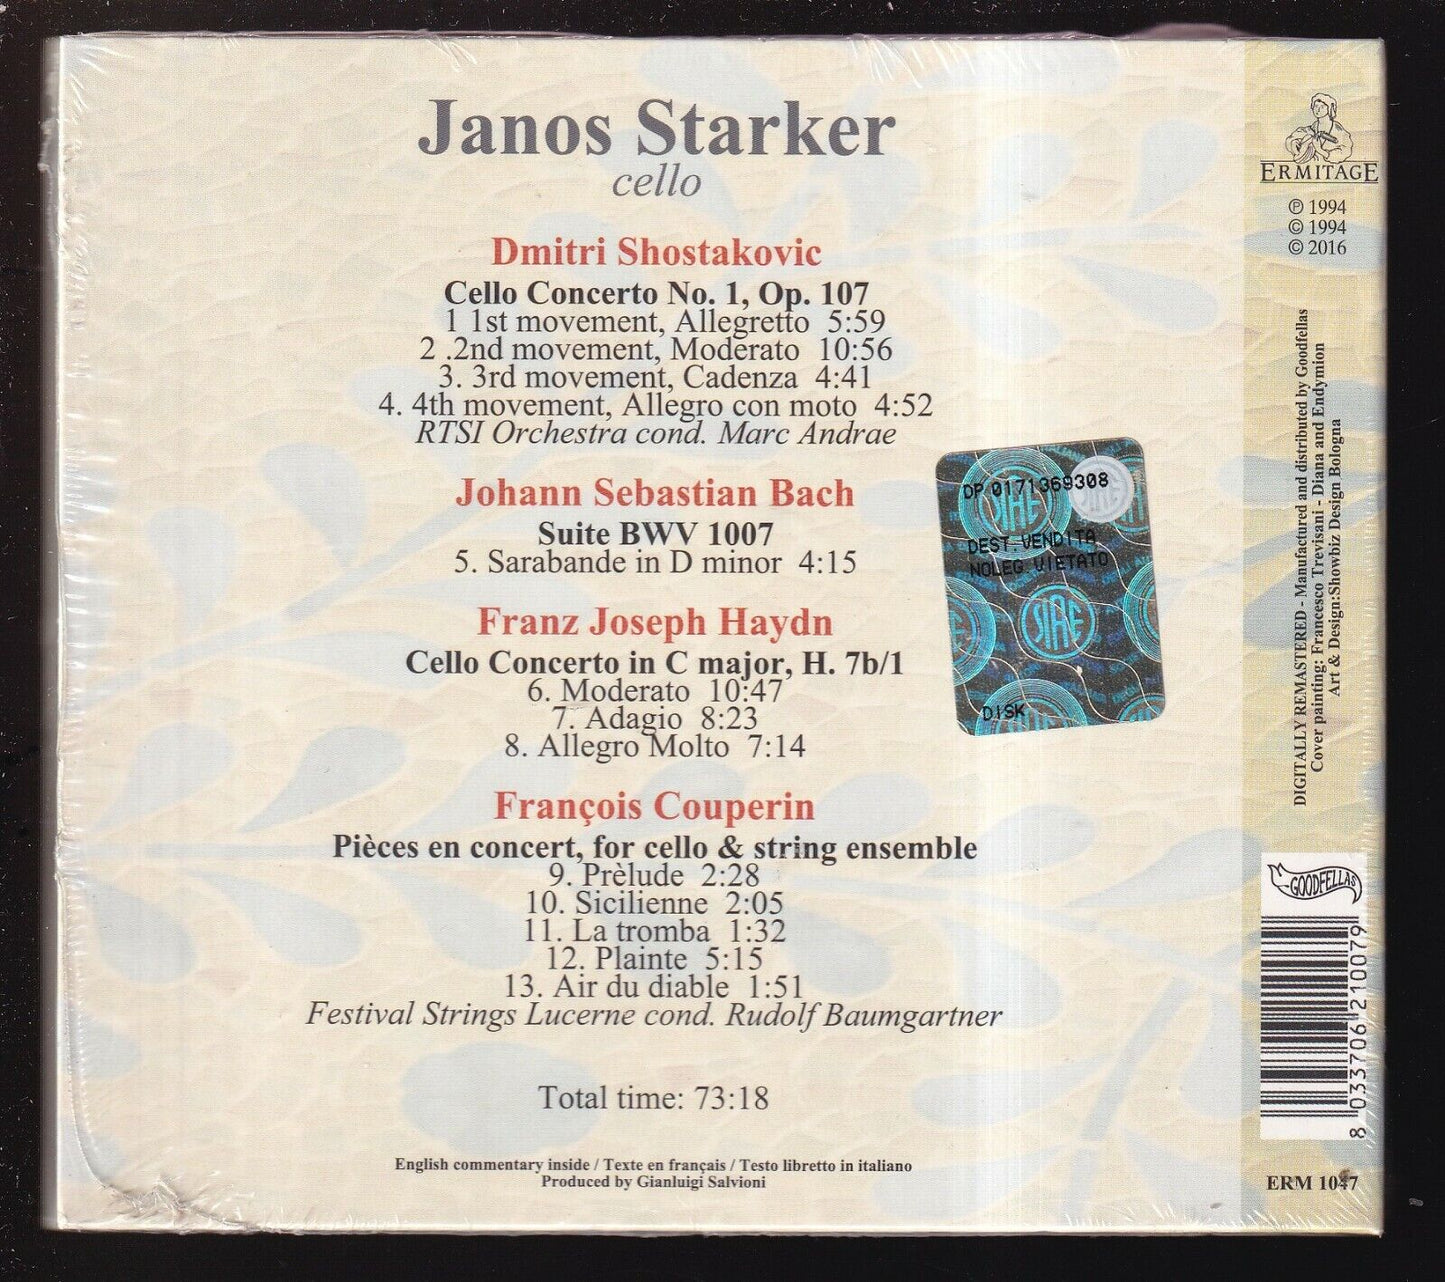 Janos Starker
cello
Dmitri Shostakovic
Cello Concerto No. 1, Op. 107
1 1st movement, Allegretto 5:59
2 .2nd movement, Moderato 10:56
3. 3rd movement, Cadenza 4:41
4. 4th movement, Allegro con moto 4:52
RTSI Orchestra cond. Marc Andrae
Johann Sebastian Bach
Suite BWV 1007
5. Sarabande in D minor 4:15
Franz Joseph Haydn
Cello Concerto in C major, H. 7b/1
6. Moderato 10:47
7. Adagio 8:23
8. Allegro Molto 7:14
François Couperin
Pièces en concert, for cello & string ensemble
9. Prèlude 2:28
10. Sicilienne 2:05
11. La tromba 1:32
12. Plainte 5:15
13. Air du diable 1:51
Festival Strings Lucerne cond. Rudolf Baumgartner
Total time: 73:18
English commentary inside / Texte en français / Testo libretto in italiano
Produced by Gianluigi Salvioni
DP 0171369308
SIAE
DEST.VENDITA
NOLEG VIETATO
SIAE
DISK
ERMITAGE
℗ 1994
© 1994
© 2016
DIGITALLY REMASTERED - Manufactured and distributed by Goodfellas
Cover painting: Francesco Trevisani - Diana and Endymion
Art & Design:Showbiz Design Bologna
GOODFELLAS
8 033706 210079
ERM 1047